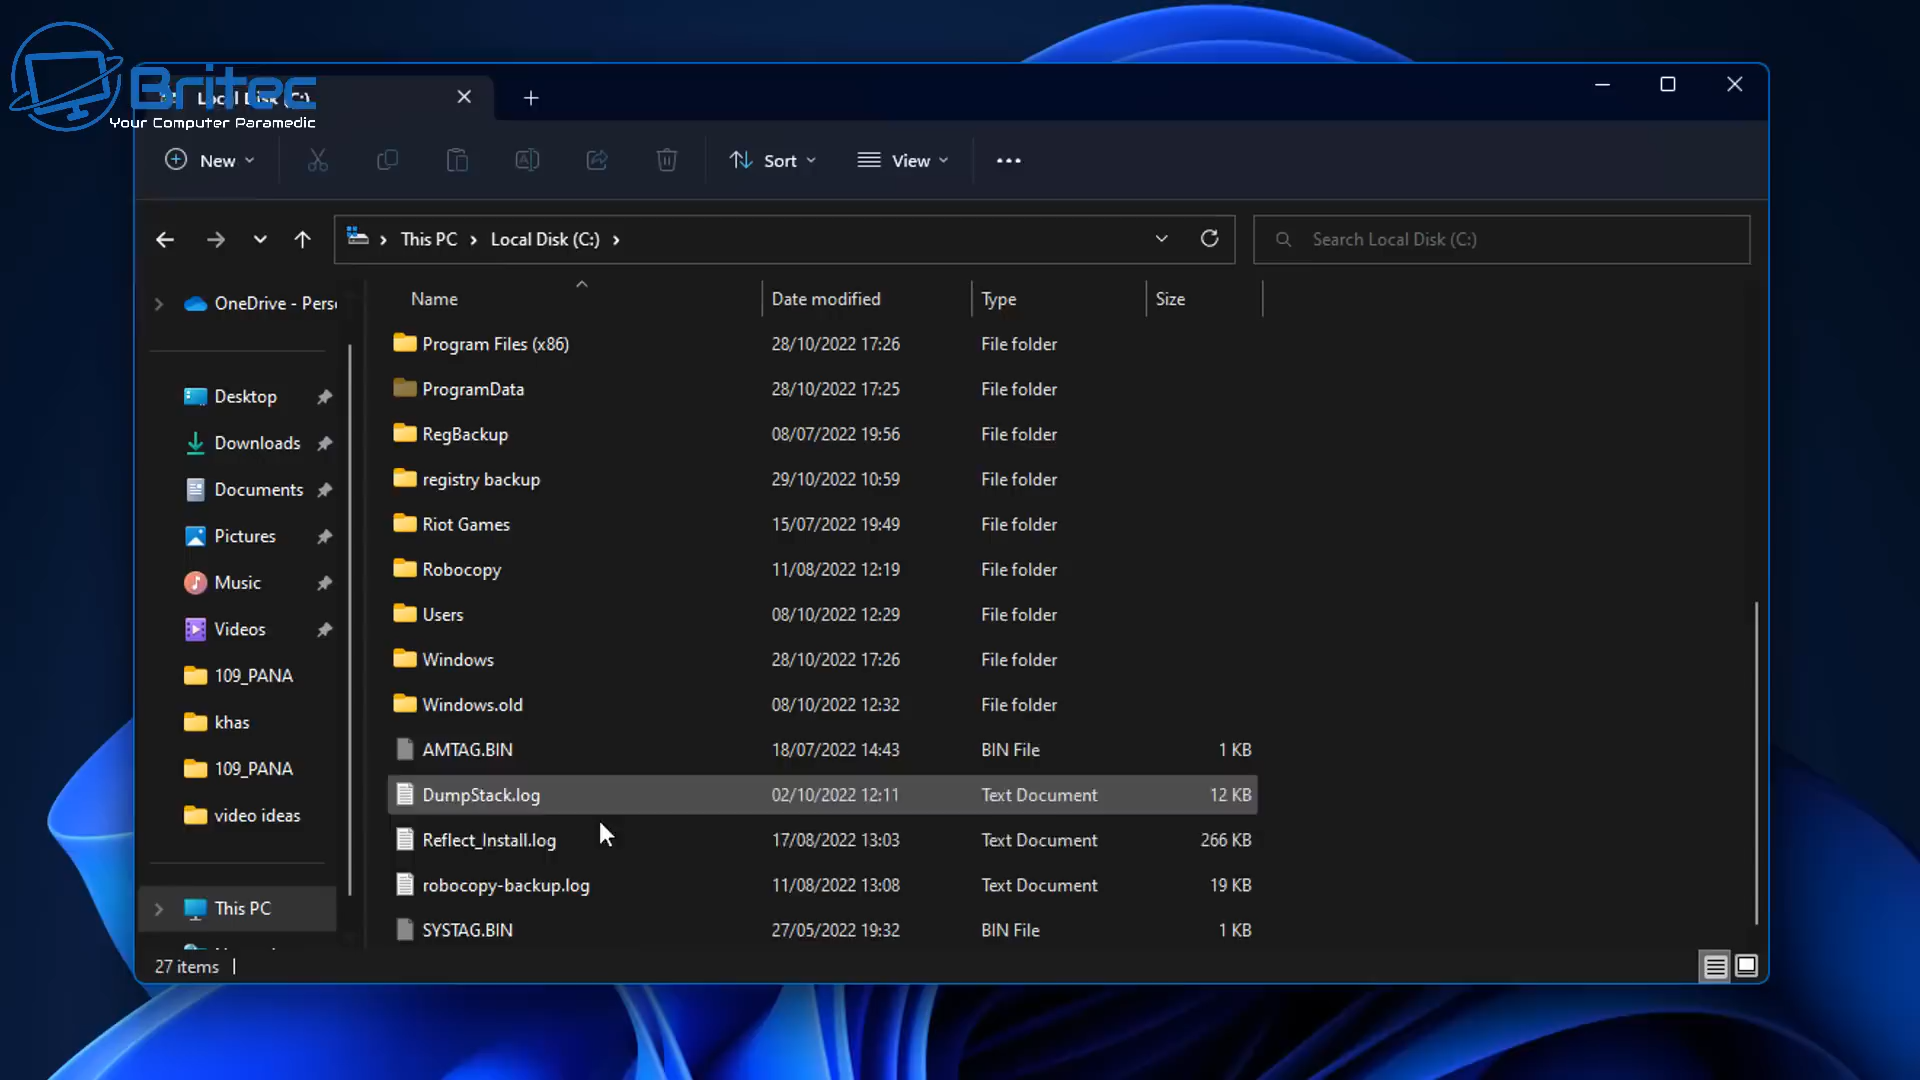 Britec
Your Computer Paramedic
Local Disk (C:)
New
Sort
View
This PC
Local Disk (C:)
Search Local Disk (C:)
Name
Date modified
Type
Size
OneDrive - Pers
Desktop
Downloads
Documents
Pictures
Music
Videos
109_PANA
khas
109_PANA
video ideas
This PC
Program Files (x86) 28/10/2022 17:26 File folder
ProgramData 28/10/2022 17:25 File folder
RegBackup 08/07/2022 19:56 File folder
registry backup 29/10/2022 10:59 File folder
Riot Games 15/07/2022 19:49 File folder
Robocopy 11/08/2022 12:19 File folder
Users 08/10/2022 12:29 File folder
Windows 28/10/2022 17:26 File folder
Windows.old 08/10/2022 12:32 File folder
AMTAG.BIN 18/07/2022 14:43 BIN File 1 KB
DumpStack.log 02/10/2022 12:11 Text Document 12 KB
Reflect_Install.log 17/08/2022 13:03 Text Document 266 KB
robocopy-backup.log 11/08/2022 13:08 Text Document 19 KB
SYSTAG.BIN 27/05/2022 19:32 BIN File 1 KB
27 items